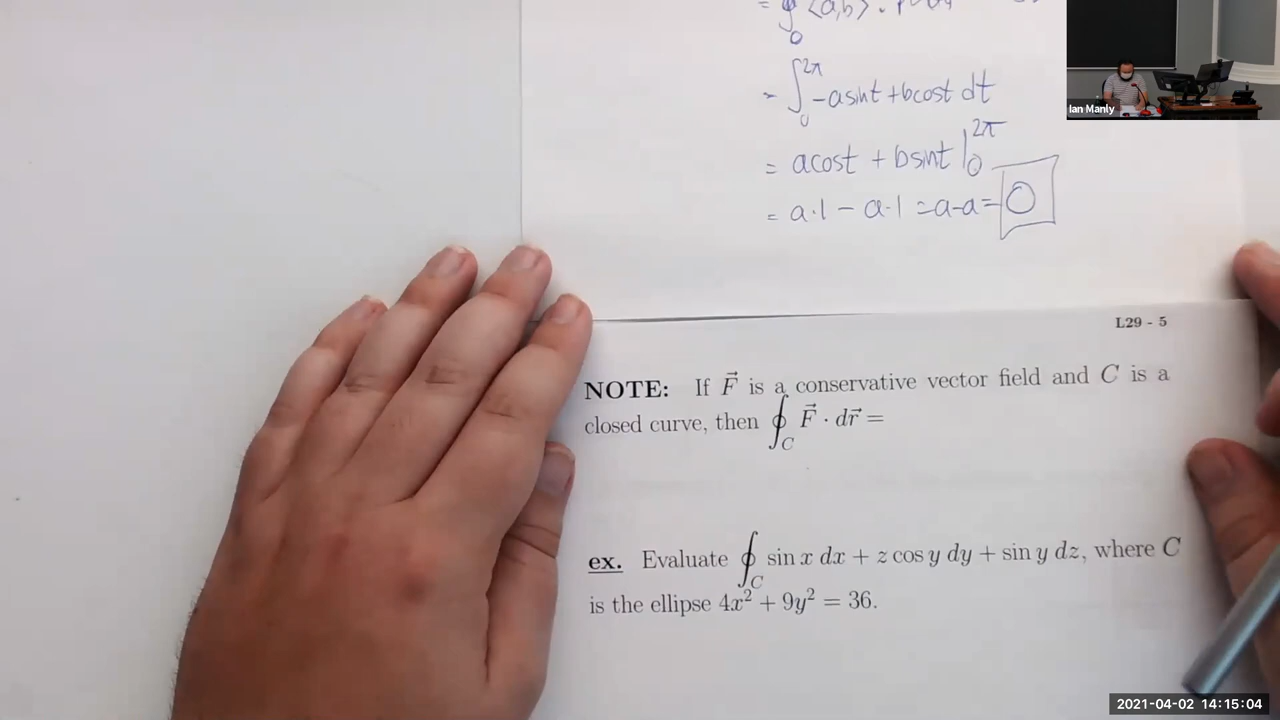 = ∮ ⟨a,b⟩ ·
0
= ∫₀^2π -asint + bcost dt
= acost + bsint |₀^2π
= a·1 - a·1 = a-a = 0
Ian Manly
L29 - 5
NOTE: If F⃗ is a conservative vector field and C is a
closed curve, then ∮_C F⃗ · dr⃗ =
ex. Evaluate ∮_C sin x dx + z cos y dy + sin y dz, where C
is the ellipse 4x² + 9y² = 36.
2021-04-02 14:15:04